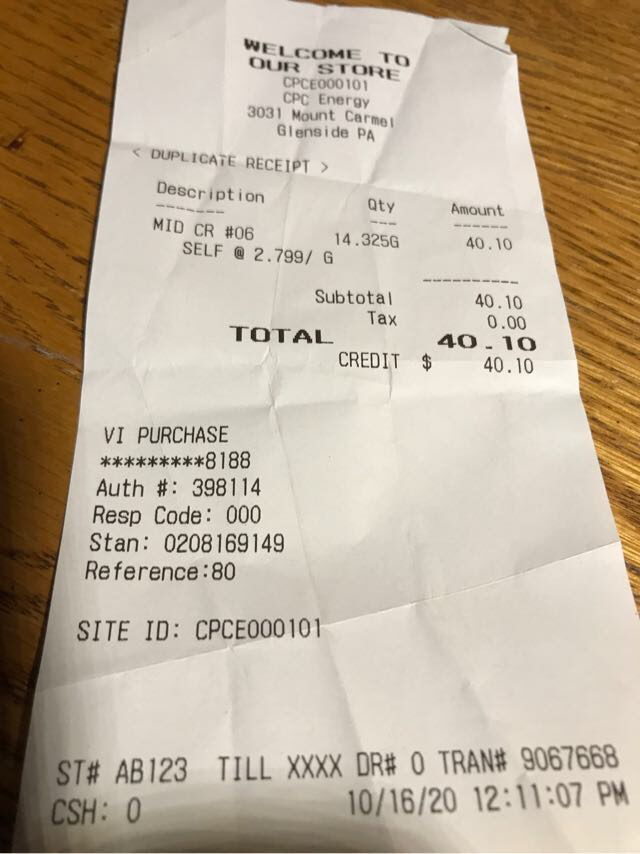 WELCOME TO
OUR STORE
CPCE000101
CPC Energy
3031 Mount Carmel
Glenside PA
< DUPLICATE RECEIPT >
Description Qty Amount
------- --- ------
MID CR #06 14.325G 40.10
SELF @ 2.799/ G
----------
Subtotal 40.10
Tax 0.00
TOTAL 40.10
CREDIT $ 40.10
VI PURCHASE
*********8188
Auth #: 398114
Resp Code: 000
Stan: 0208169149
Reference:80
SITE ID: CPCE000101
ST# AB123 TILL XXXX DR# 0 TRAN# 9067668
CSH: 0 10/16/20 12:11:07 PM